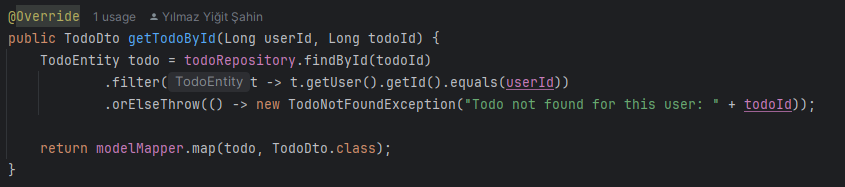 @Override 1 usage Yılmaz Yiğit Şahin
public TodoDto getTodoById(Long userId, Long todoId) {
    TodoEntity todo = todoRepository.findById(todoId)
            .filter( TodoEntity t -> t.getUser().getId().equals(userId))
            .orElseThrow(() -> new TodoNotFoundException("Todo not found for this user: " + todoId));
    return modelMapper.map(todo, TodoDto.class);
}